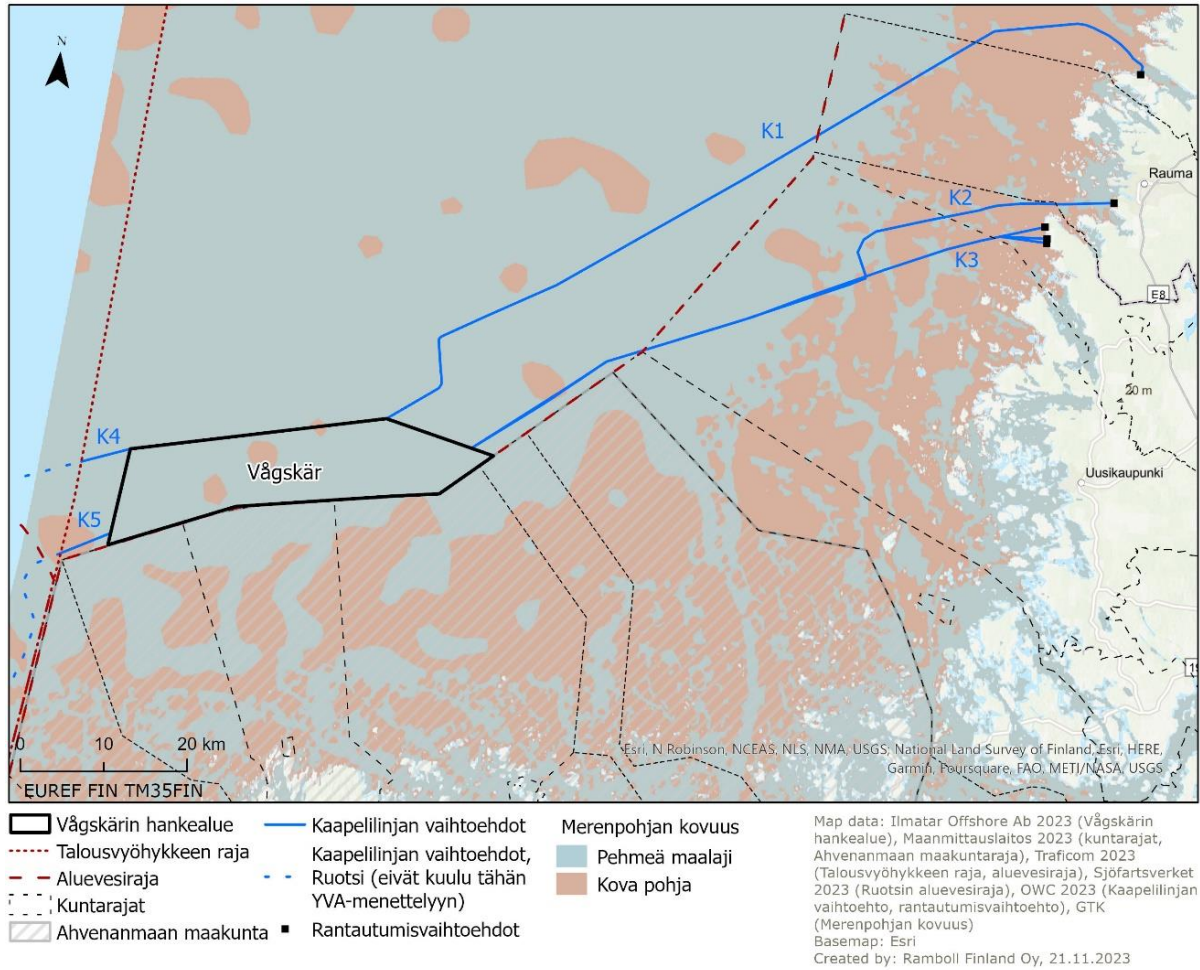 N
K1
Rauma
K2
K3
E8
20 m
K4
Vågskär
Uusikaupunki
K5
0 10 20 km
Esri, N Robinson, NCEAS, NLS, NMA, USGS, National Land Survey of Finland, Esri, HERE,
Garmin, Foursquare, FAO, METI/NASA, USGS
EUREF FIN TM35FIN
Vågskärin hankealue
Talousvyöhykkeen raja
Aluevesiraja
Kuntarajat
Ahvenanmaan maakunta
Kaapelilinjan vaihtoehdot
Kaapelilinjan vaihtoehdot,
Ruotsi (eivät kuulu tähän
YVA-menettelyyn)
Rantautumisvaihtoehdot
Merenpohjan kovuus
Pehmeä maalaji
Kova pohja
Map data: Ilmatar Offshore Ab 2023 (Vågskärin
hankealue), Maanmittauslaitos 2023 (kuntarajat,
Ahvenanmaan maakuntaraja), Traficom 2023
(Talousvyöhykkeen raja, aluevesiraja), Sjöfartsverket
2023 (Ruotsin aluevesiraja), OWC 2023 (Kaapelilinjan
vaihtoehto, rantautumisvaihtoehto), GTK
(Merenpohjan kovuus)
Basemap: Esri
Created by: Ramboll Finland Oy, 21.11.2023